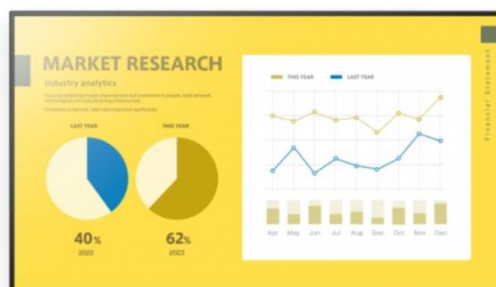 MARKET RESEARCH
Industry analytics
LAST YEAR
THIS YEAR
40%
2022
62%
2023
THIS YEAR
LAST YEAR
Apr May Jun Jul Aug Sep Oct Nov Dec
Financial Statement